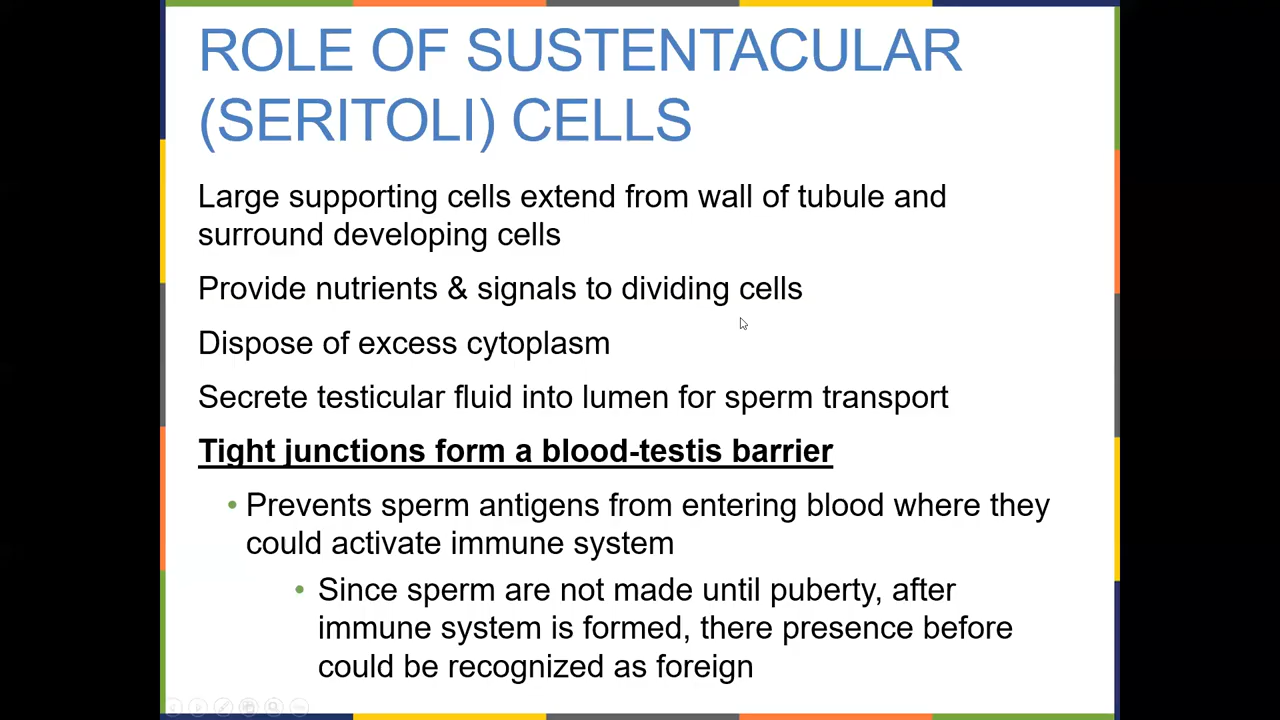 ROLE OF SUSTENTACULAR
(SERITOLI) CELLS
Large supporting cells extend from wall of tubule and
surround developing cells
Provide nutrients & signals to dividing cells
Dispose of excess cytoplasm
Secrete testicular fluid into lumen for sperm transport
Tight junctions form a blood-testis barrier
• Prevents sperm antigens from entering blood where they
could activate immune system
• Since sperm are not made until puberty, after
immune system is formed, there presence before
could be recognized as foreign